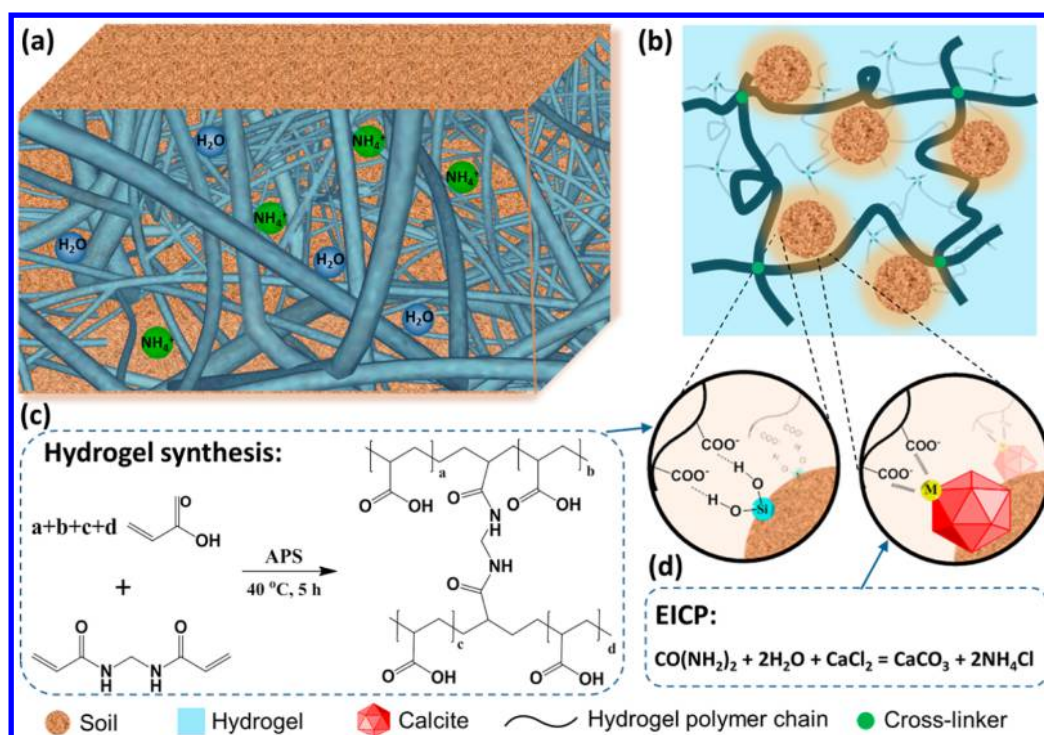 (a)
H₂O
NH₄⁺
NH₄⁺
NH₄⁺
H₂O
H₂O
H₂O
NH₄⁺
(b)
(c)
Hydrogel synthesis:
a+b+c+d
O
OH
+
O
O
N
H
N
H
APS
40 °C, 5 h
a
b
O
OH
O
O
OH
NH
NH
O
c
d
O
OH
O
OH
COO⁻
COO⁻
COO⁻
COO⁻
H
O
H
O
Si
H
O
H
O
COO⁻
COO⁻
M
(d)
EICP:
CO(NH₂)₂ + 2H₂O + CaCl₂ = CaCO₃ + 2NH₄Cl
Soil
Hydrogel
Calcite
Hydrogel polymer chain
Cross-linker